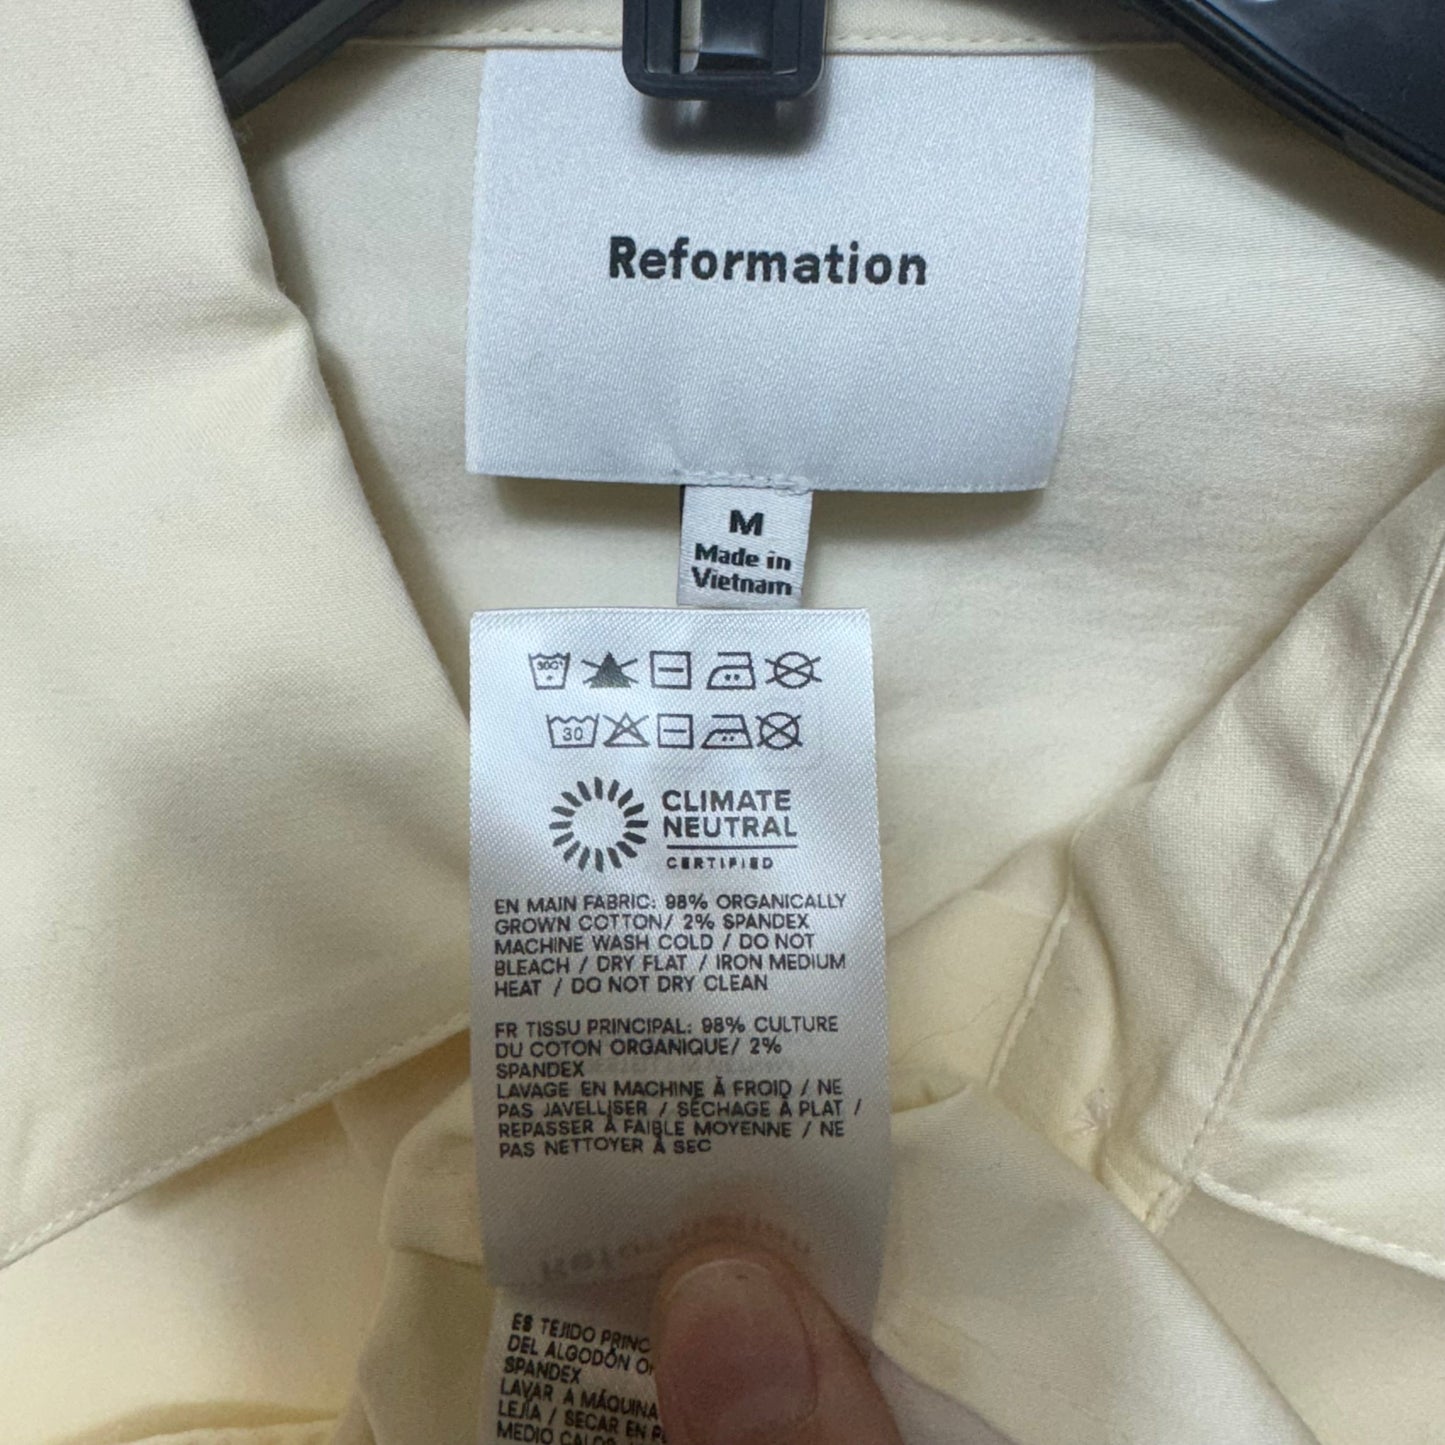 Reformation
M
Made in
Vietnam
30
CLIMATE
NEUTRAL
CERTIFIED
EN MAIN FABRIC: 98% ORGANICALLY
GROWN COTTON/ 2% SPANDEX
MACHINE WASH COLD / DO NOT
BLEACH / DRY FLAT / IRON MEDIUM
HEAT / DO NOT DRY CLEAN
FR TISSU PRINCIPAL: 98% CULTURE
DU COTON ORGANIQUE/ 2%
SPANDEX
LAVAGE EN MACHINE À FROID / NE
PAS JAVELLISER / SÉCHAGE À PLAT /
REPASSER À FAIBLE MOYENNE / NE
PAS NETTOYER À SEC
ES TEJIDO PRINC
DEL ALGODÓN
SPANDEX
LAVAR A MÁQUINA
LEJÍA / SECAR EN
MEDIO